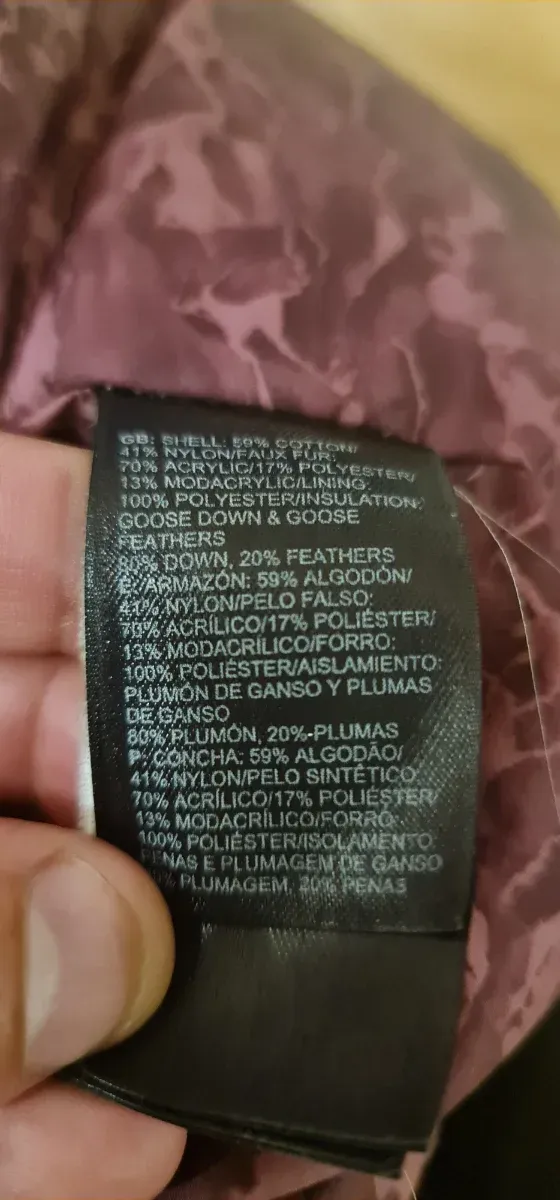 GB: SHELL: 59% COTTON/
41% NYLON/FAUX FUR:
70% ACRYLIC/17% POLYESTER/
13% MODACRYLIC/LINING:
100% POLYESTER/INSULATION:
GOOSE DOWN & GOOSE
FEATHERS
80% DOWN, 20% FEATHERS
E: ARMAZÓN: 59% ALGODÓN/
41% NYLON/PELO FALSO:
70% ACRÍLICO/17% POLIÉSTER/
13% MODACRÍLICO/FORRO:
100% POLIÉSTER/AISLAMIENTO:
PLUMÓN DE GANSO Y PLUMAS
DE GANSO
80% PLUMÓN, 20%-PLUMAS
P: CONCHA: 59% ALGODÃO/
41% NYLON/PELO SINTÉTICO:
70% ACRÍLICO/17% POLIÉSTER/
13% MODACRÍLICO/FORRO:
100% POLIÉSTER/ISOLAMENTO:
PENAS E PLUMAGEM DE GANSO
PLUMAGEM, 20% PENAS